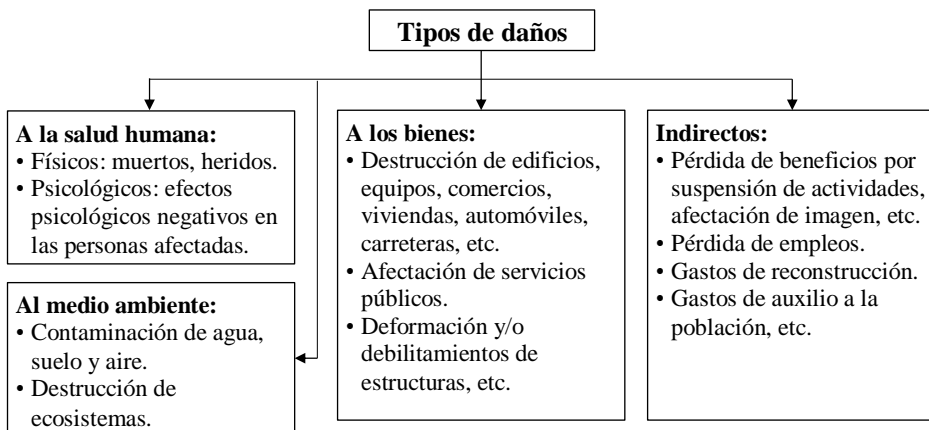 Tipos de daños
A la salud humana:
• Físicos: muertos, heridos.
• Psicológicos: efectos
psicológicos negativos en
las personas afectadas.
Al medio ambiente:
• Contaminación de agua,
suelo y aire.
• Destrucción de
ecosistemas.
A los bienes:
• Destrucción de edificios,
equipos, comercios,
viviendas, automóviles,
carreteras, etc.
• Afectación de servicios
públicos.
• Deformación y/o
debilitamientos de
estructuras, etc.
Indirectos:
• Pérdida de beneficios por
suspensión de actividades,
afectación de imagen, etc.
• Pérdida de empleos.
• Gastos de reconstrucción.
• Gastos de auxilio a la
población, etc.